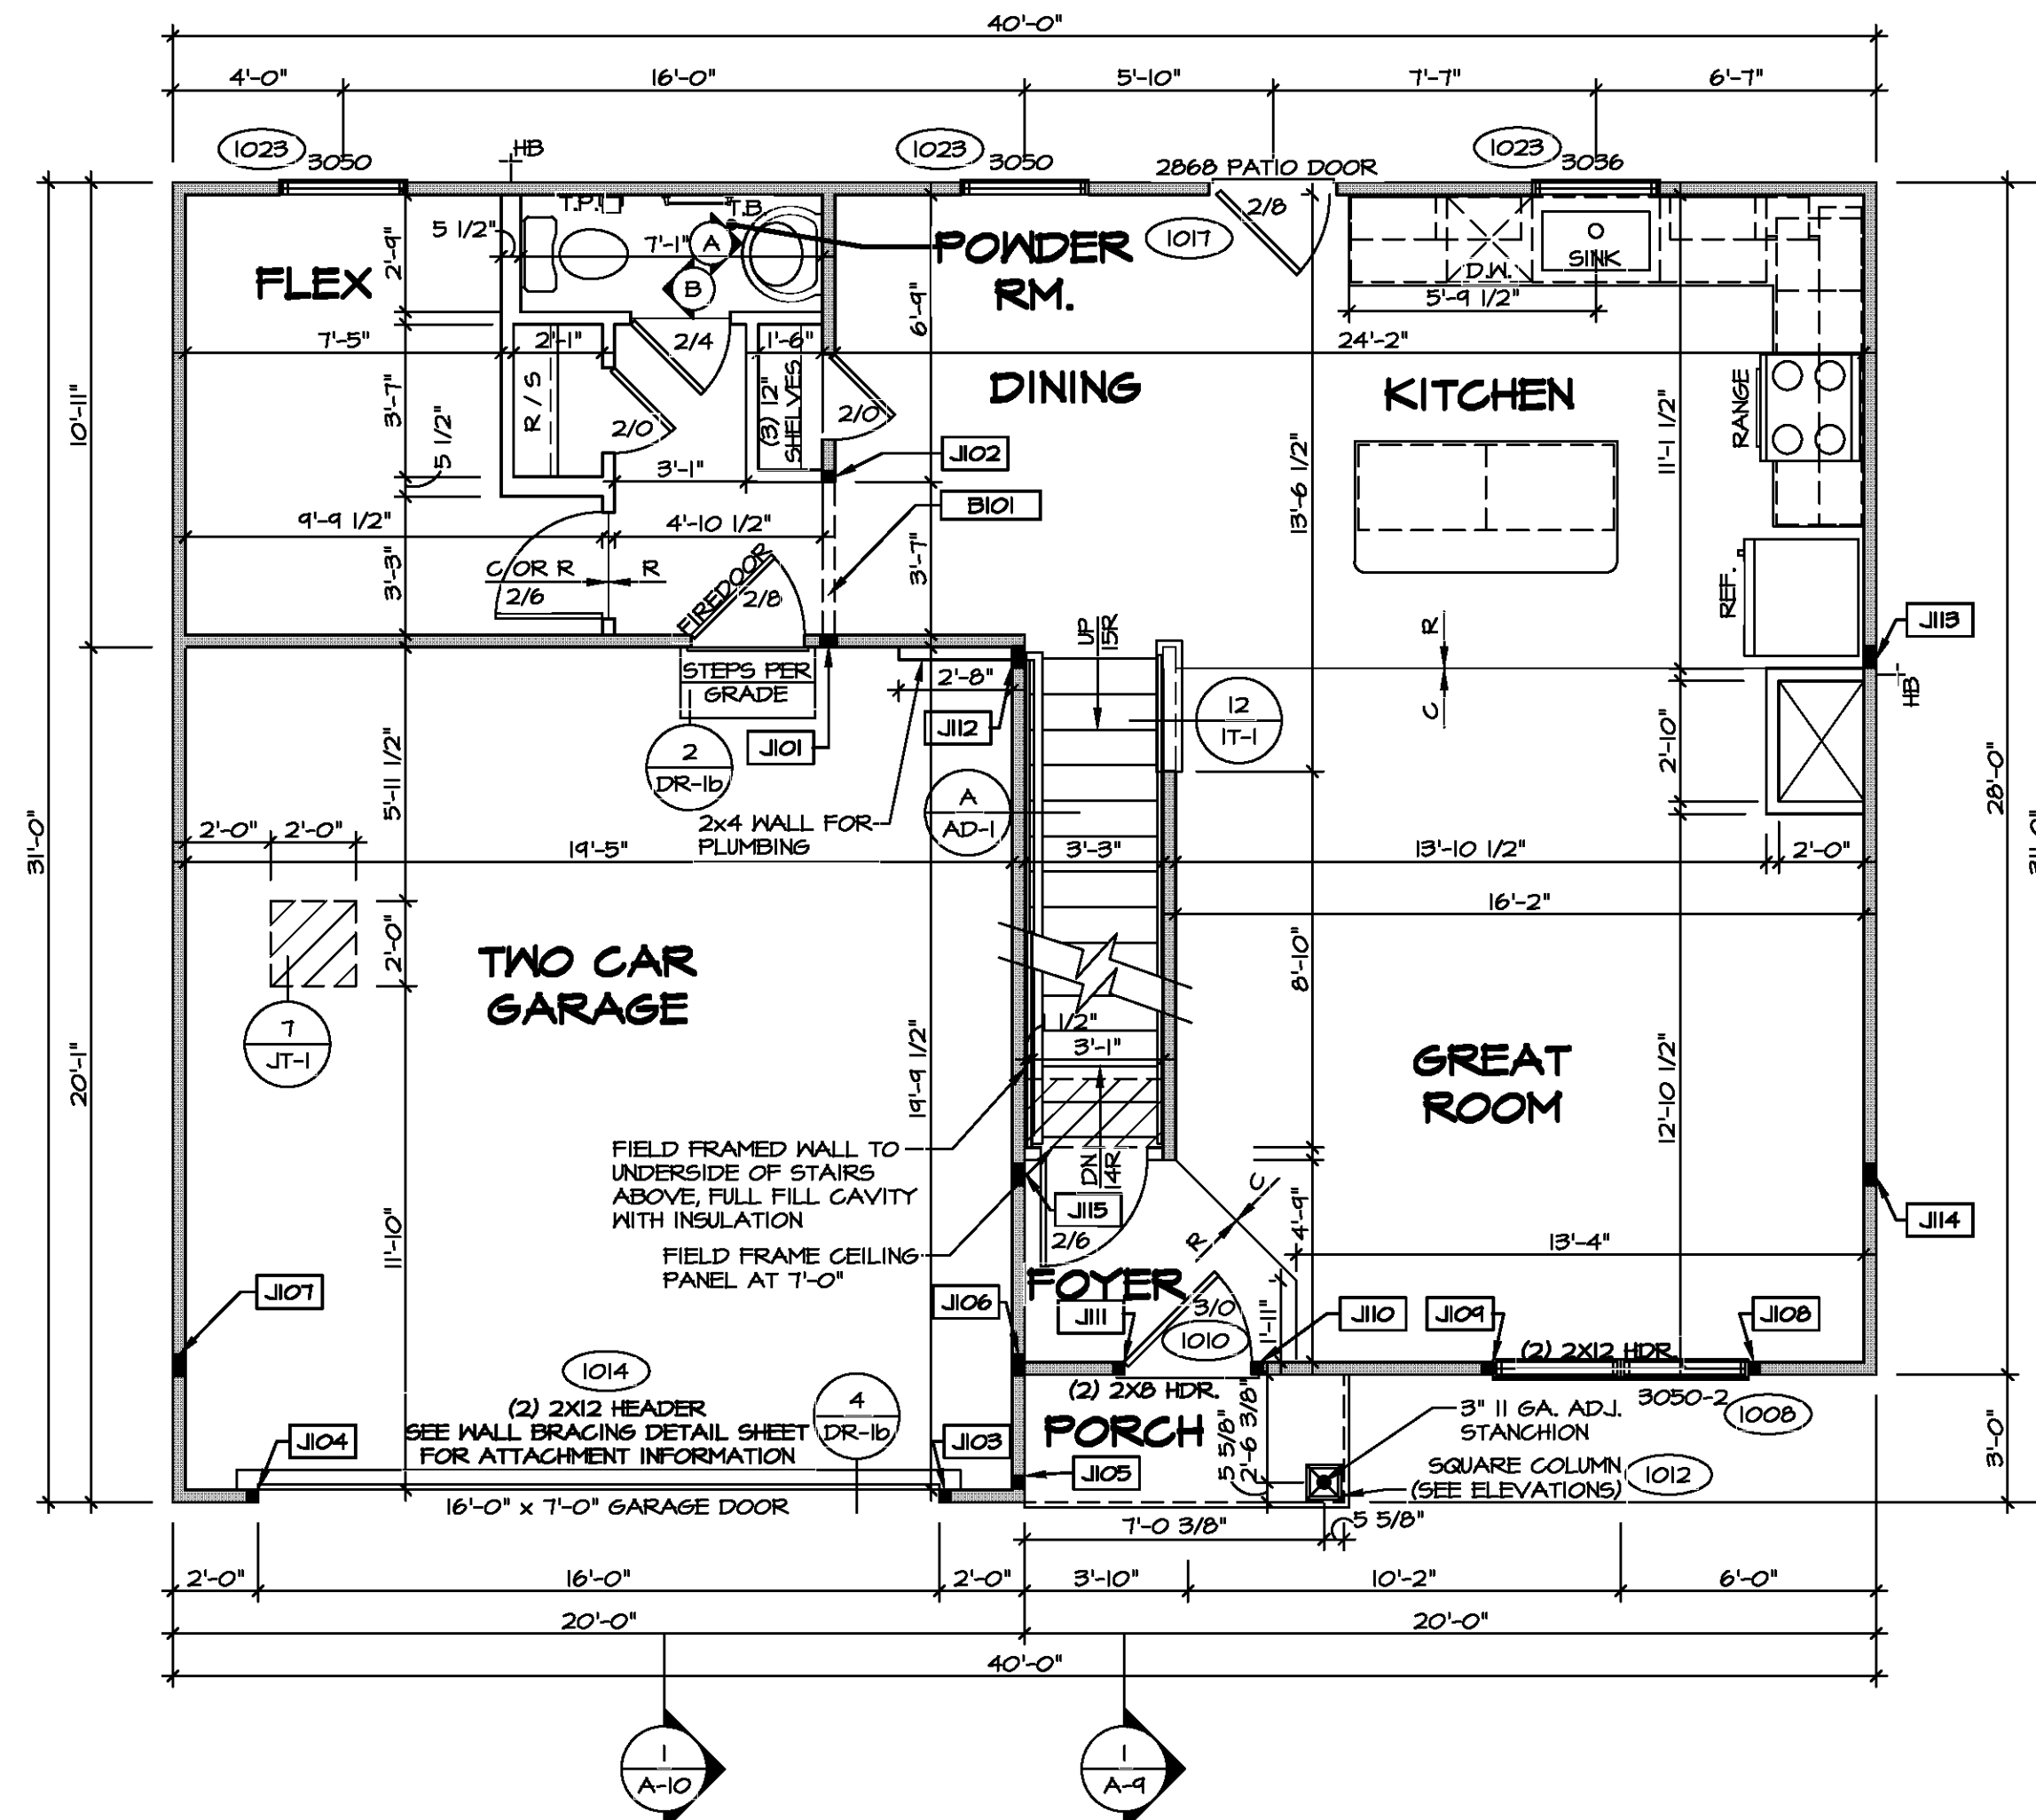 40'-0"
4'-0" 16'-0" 5'-10" 7'-7" 6'-7"
1023 3050 HB 1023 3050 2868 PATIO DOOR 1023 3036
T.P. T.B. 2/8
5 1/2" 2'-9" 7'-1" A B
FLEX
POWDER
RM.
1017
D.W. SINK
5'-9 1/2"
6'-9"
7'-5" 2'-1" 2/4 1'-6" 24'-2"
3'-7" R / S 2/0 (3) 12"
SHELVES
2/0
DINING
KITCHEN
RANGE
10'-11"
5 1/2"
3'-1"
J102
13'-6 1/2"
11'-1 1/2"
B101
9'-9 1/2" 4'-10 1/2"
3'-3" C OR R R
2/6
FIREDOOR
2/8
3'-7"
REF.
J113
UP
15R
R
C
HB
STEPS PER
GRADE
2'-8"
J112
12
1T-1
2
DR-1b
J101
2'-10"
28'-0"
5'-11 1/2"
A
AD-1
2x4 WALL FOR
PLUMBING
31'-0"
31'-0"
2'-0" 2'-0"
19'-5" 3'-3" 13'-10 1/2" 2'-0"
16'-2"
2'-0"
8'-10"
TWO CAR
GARAGE
7
JT-1
20'-1"
19'-9 1/2"
1 1/2"
3'-1"
GREAT
ROOM
12'-10 1/2"
FIELD FRAMED WALL TO
UNDERSIDE OF STAIRS
ABOVE, FULL FILL CAVITY
WITH INSULATION
DN
14R
J115
C
R
4'-9"
J114
11'-10"
FIELD FRAME CEILING
PANEL AT 7'-0"
2/6
13'-4"
FOYER
J107
J106
J111
3/0
1010
1'-11"
J110
J109
J108
(2) 2X12 HDR.
1014
(2) 2X12 HEADER
SEE WALL BRACING DETAIL SHEET
FOR ATTACHMENT INFORMATION
4
DR-1b
(2) 2X8 HDR.
PORCH
5 5/8"
2'-6 3/8"
3050-2
1008
3" 11 GA. ADJ.
STANCHION
SQUARE COLUMN
(SEE ELEVATIONS)
1012
3'-0"
J104
J103
J105
16'-0" x 7'-0" GARAGE DOOR
7'-0 3/8" 5 5/8"
2'-0" 16'-0" 2'-0" 3'-10" 10'-2" 6'-0"
20'-0" 20'-0"
40'-0"
1
A-10
1
A-9